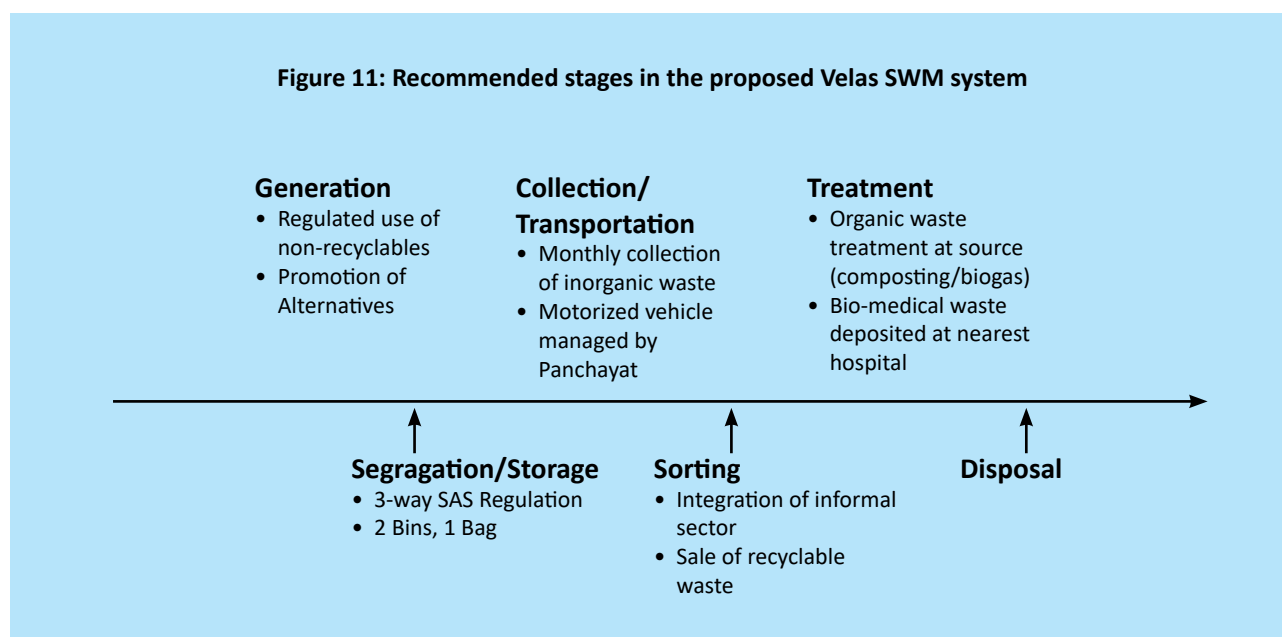 Figure 11: Recommended stages in the proposed Velas SWM system
Generation
• Regulated use of
non-recyclables
• Promotion of
Alternatives
Collection/
Transportation
• Monthly collection
of inorganic waste
• Motorized vehicle
managed by
Panchayat
Treatment
• Organic waste
treatment at source
(composting/biogas)
• Bio-medical waste
deposited at nearest
hospital
Segragation/Storage
• 3-way SAS Regulation
• 2 Bins, 1 Bag
Sorting
• Integration of informal
sector
• Sale of recyclable
waste
Disposal